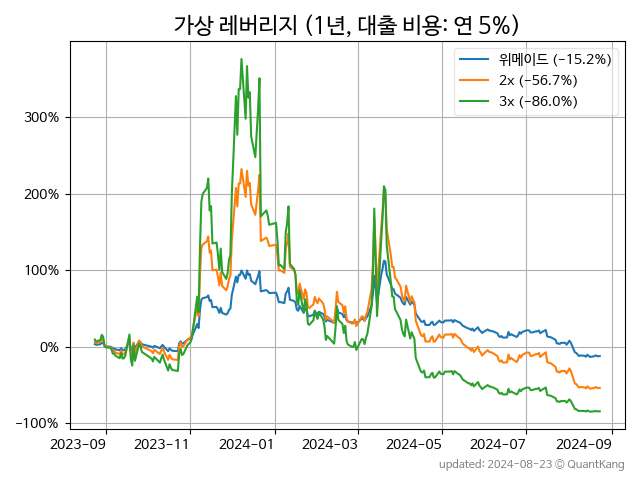 가상 레버리지 (1년, 대출 비용: 연 5%)
위메이드 (−15.2%)
2x (−56.7%)
3x (−86.0%)
300%
200%
100%
0%
−100%
2023−09 2023−11 2024−01 2024−03 2024−05 2024−07 2024−09
updated: 2024-08-23 © QuantKang